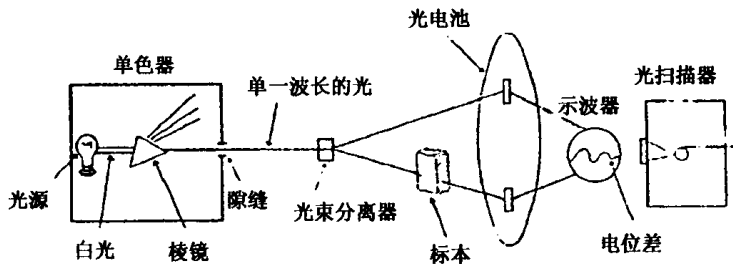 光电池
单色器
光扫描器
单一波长的光
示波器
光源
隙缝
光束分离器
白光
棱镜
标本
电位差